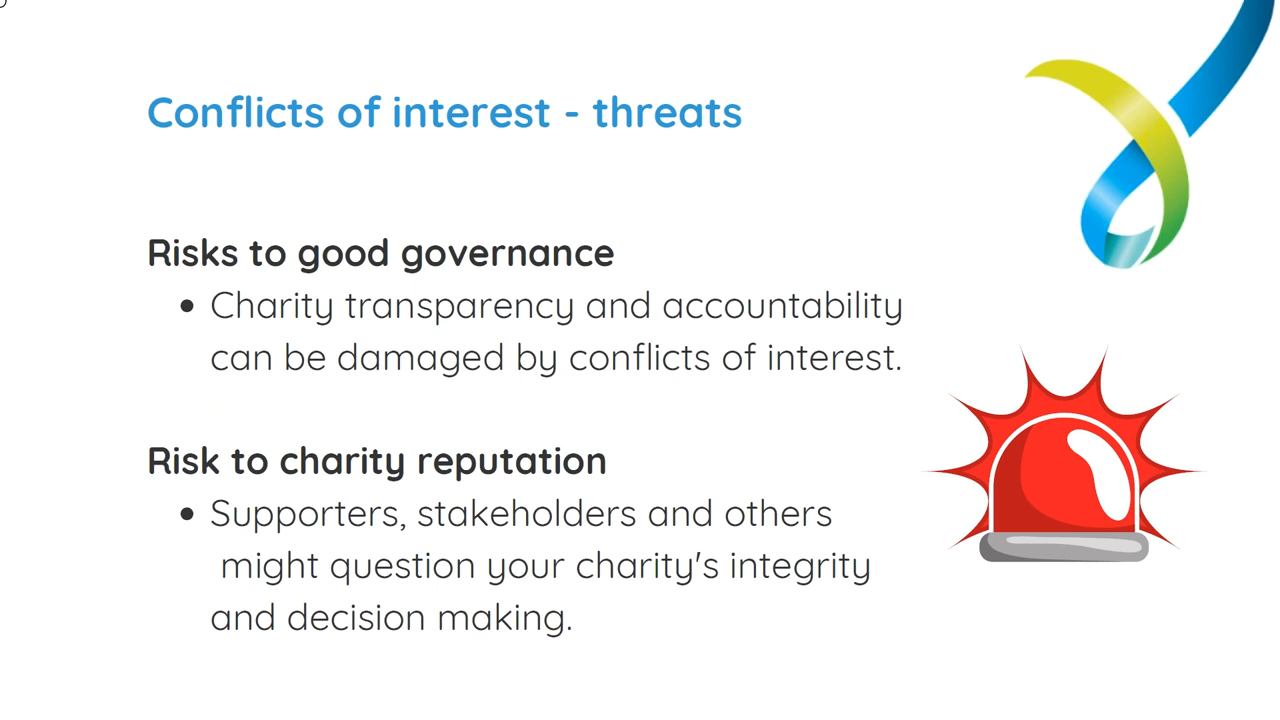 Conflicts of interest - threats
Risks to good governance
• Charity transparency and accountability
can be damaged by conflicts of interest.
Risk to charity reputation
• Supporters, stakeholders and others
might question your charity's integrity
and decision making.